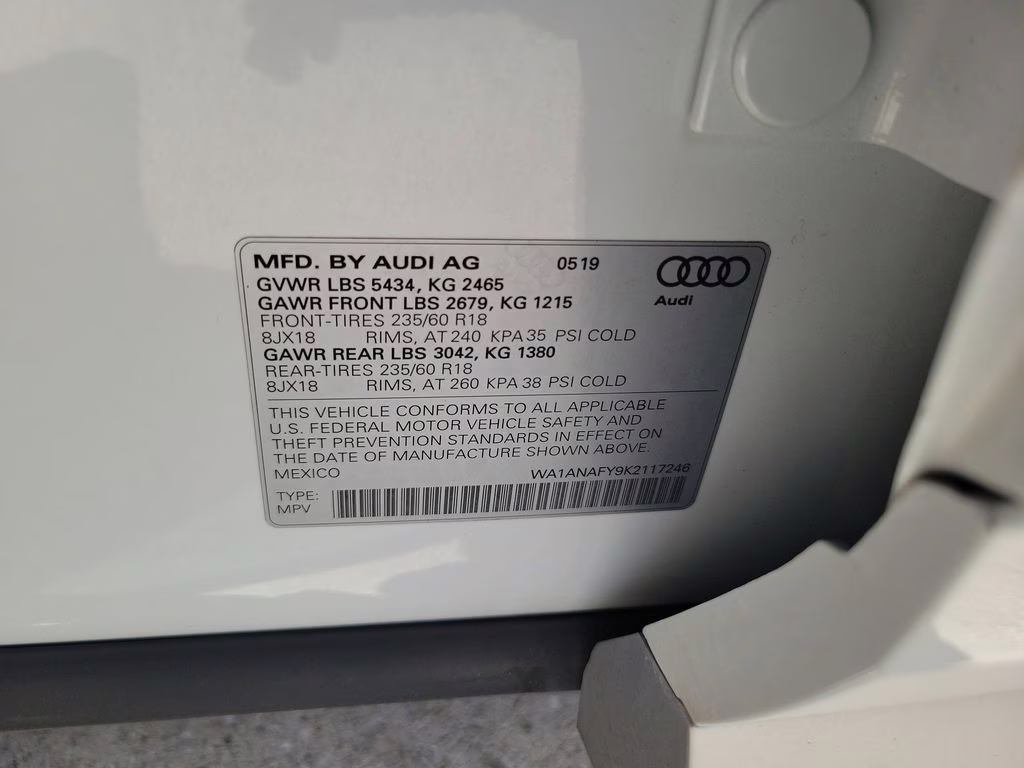 MFD. BY AUDI AG 0519
GVWR LBS 5434, KG 2465
GAWR FRONT LBS 2679, KG 1215
Audi
FRONT-TIRES 235/60 R18
8JX18 RIMS, AT 240 KPA 35 PSI COLD
GAWR REAR LBS 3042, KG 1380
REAR-TIRES 235/60 R18
8JX18 RIMS, AT 260 KPA 38 PSI COLD
THIS VEHICLE CONFORMS TO ALL APPLICABLE
U.S. FEDERAL MOTOR VEHICLE SAFETY AND
THEFT PREVENTION STANDARDS IN EFFECT ON
THE DATE OF MANUFACTURE SHOWN ABOVE.
MEXICO WA1ANAFY9K2117246
TYPE:
MPV